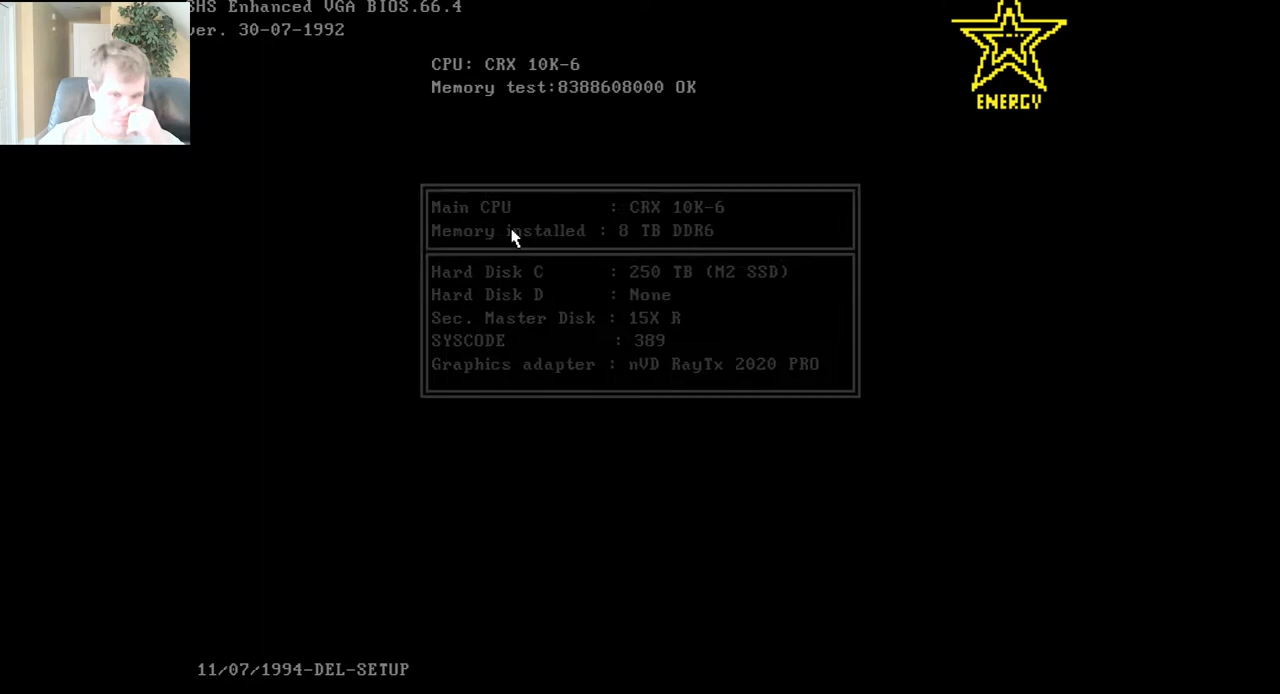 SHS Enhanced VGA BIOS.66.4
ver. 30-07-1992
ENERGY
CPU: CRX 10K-6
Memory test:8388608000 OK
Main CPU : CRX 10K-6
Memory installed : 8 TB DDR6
Hard Disk C : 250 TB (M2 SSD)
Hard Disk D : None
Sec. Master Disk : 15X R
SYSCODE : 389
Graphics adapter : nVD RayTx 2020 PRO
11/07/1994-DEL-SETUP